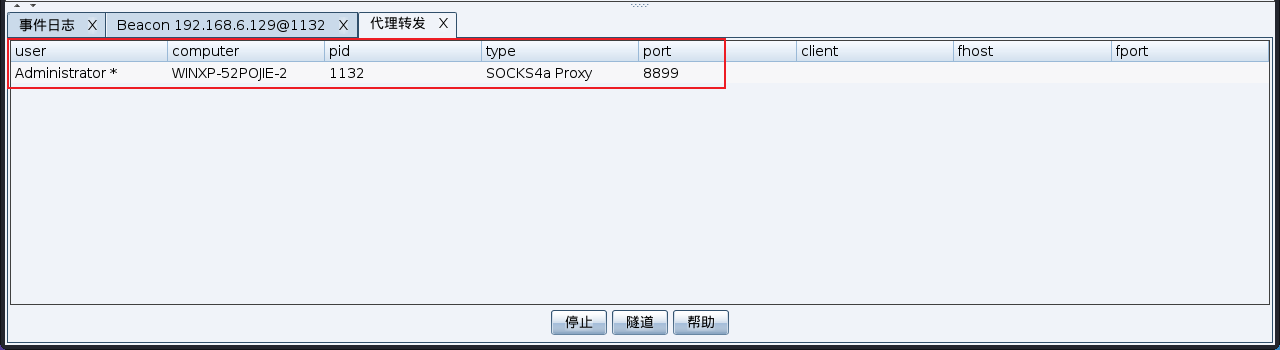 事件日志 X Beacon 192.168.6.129@1132 X 代理转发 X
user computer pid type port client fhost fport
Administrator * WINXP-52POJIE-2 1132 SOCKS4a Proxy 8899
停止 隧道 帮助